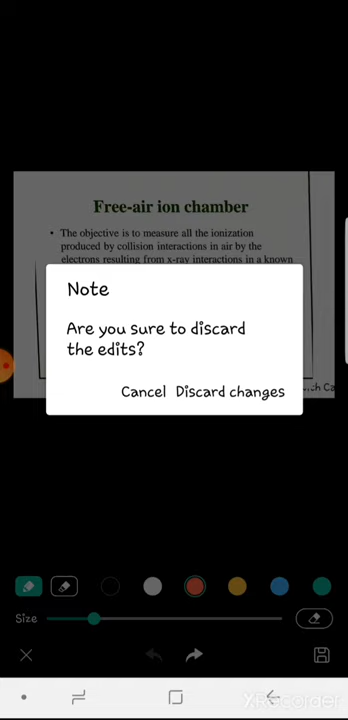 Free-air ion chamber
• The objective is to measure all the ionization
produced by collision interactions in air by the
electrons resulting from x-ray interactions in a known
Note
Are you sure to discard
the edits?
Cancel Discard changes
Size
XRecorder